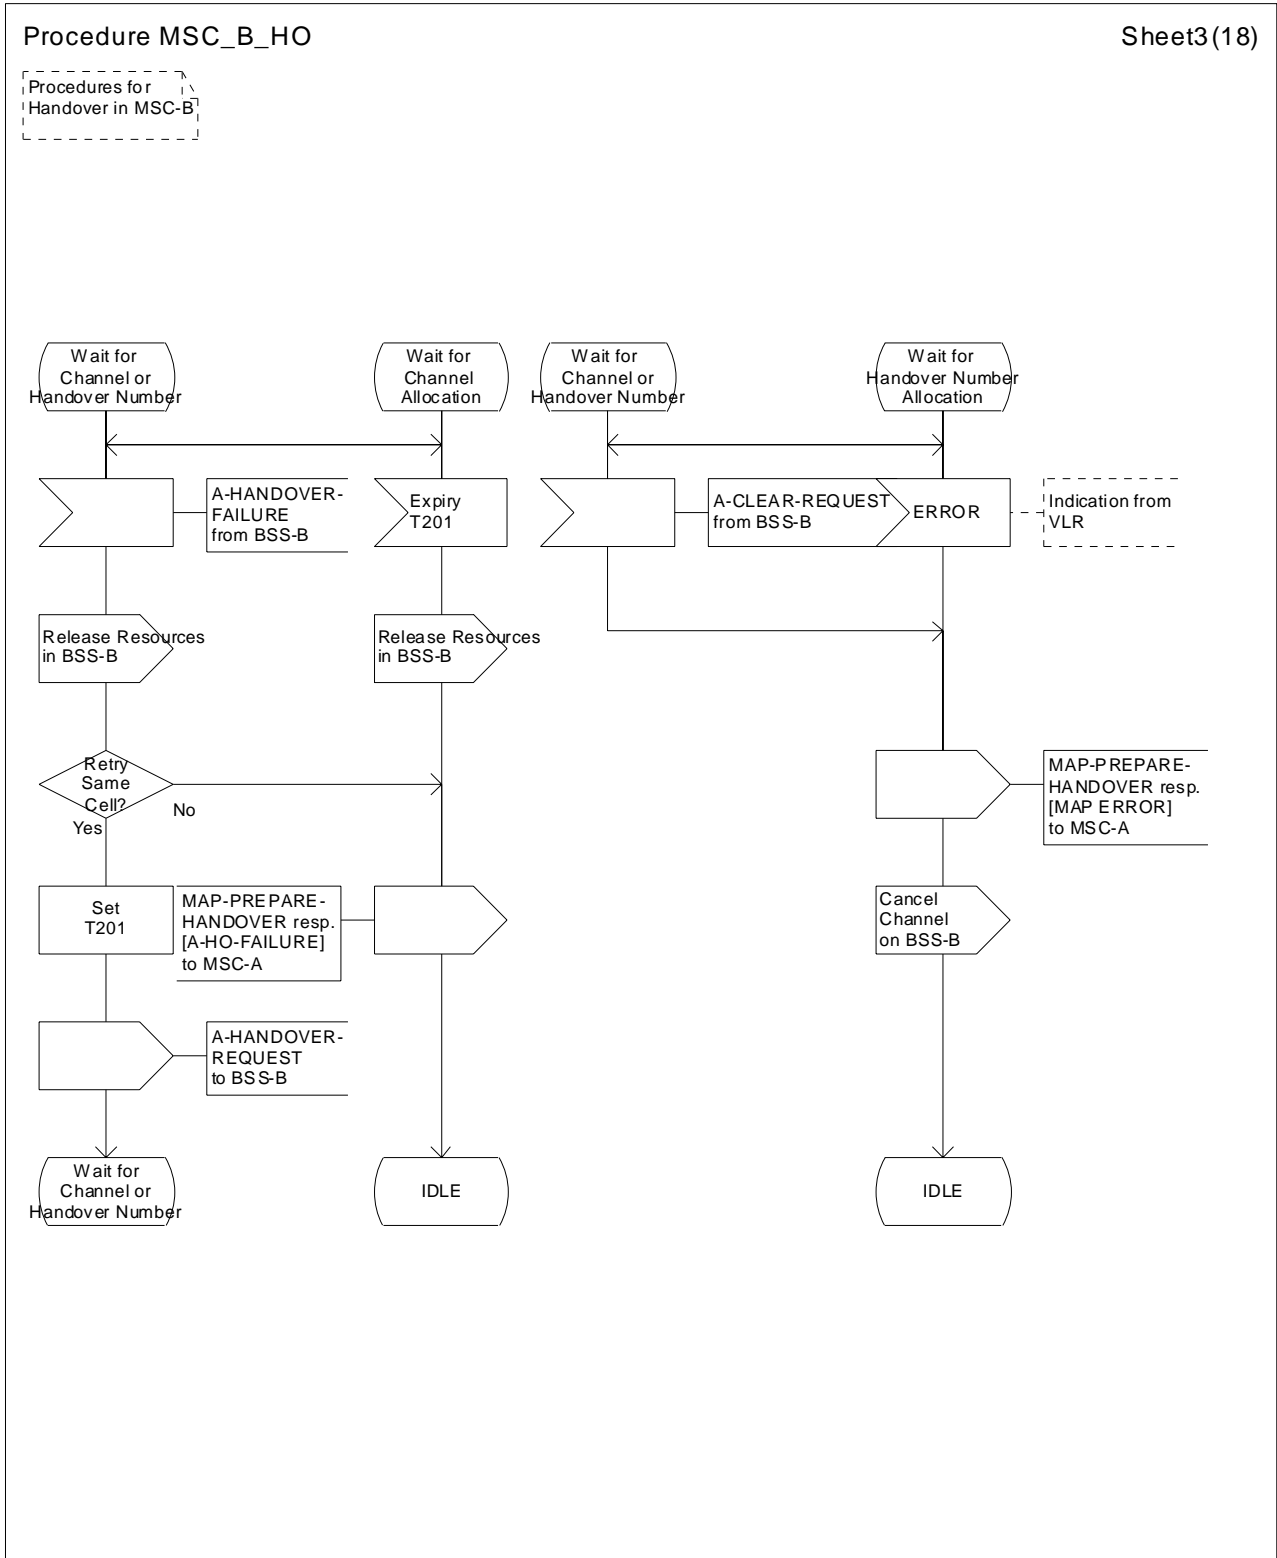 Procedure MSC_B_HO
Sheet3(18)
Procedures for
Handover in MSC-B
Wait for
Channel or
Handover Number
Wait for
Channel
Allocation
Wait for
Channel or
Handover Number
Wait for
Handover Number
Allocation
A-HANDOVER-
FAILURE
from BSS-B
Expiry
T201
A-CLEAR-REQUEST
from BSS-B
ERROR
Indication from
VLR
Release Resources
in BSS-B
Release Resources
in BSS-B
Retry
Same
Cell?
No
Yes
MAP-PREPARE-
HANDOVER resp.
[MAP ERROR]
to MSC-A
Set
T201
MAP-PREPARE-
HANDOVER resp.
[A-HO-FAILURE]
to MSC-A
Cancel
Channel
on BSS-B
A-HANDOVER-
REQUEST
to BSS-B
Wait for
Channel or
Handover Number
IDLE
IDLE